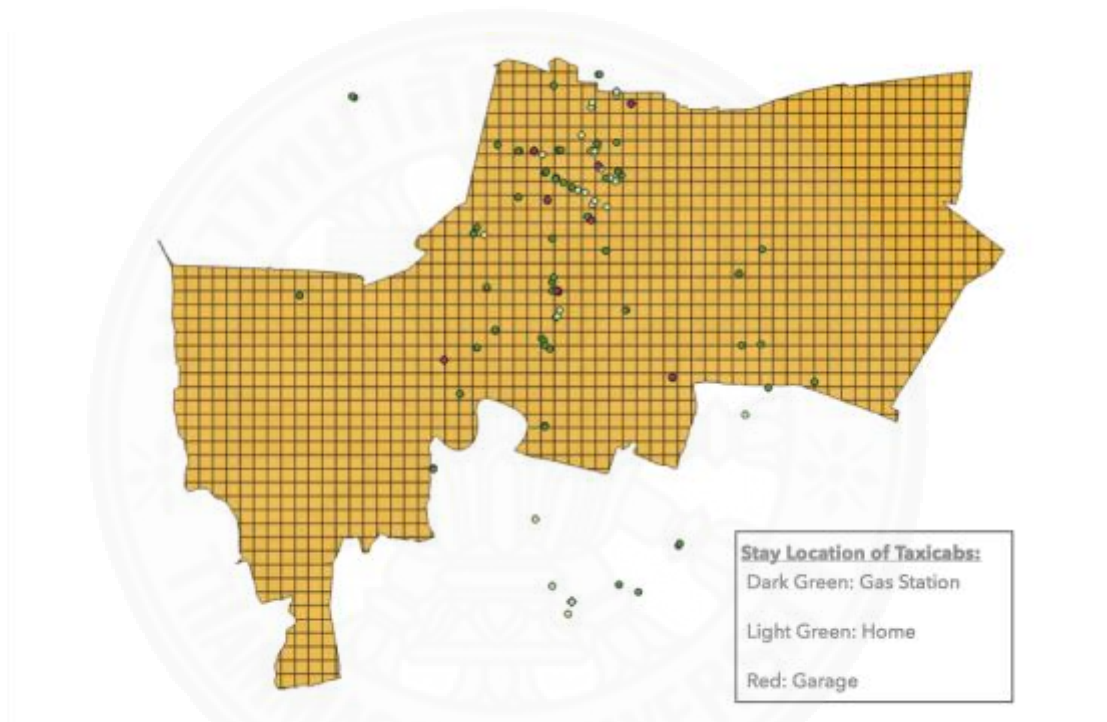 Stay Location of Taxicabs:
Dark Green: Gas Station
Light Green: Home
Red: Garage